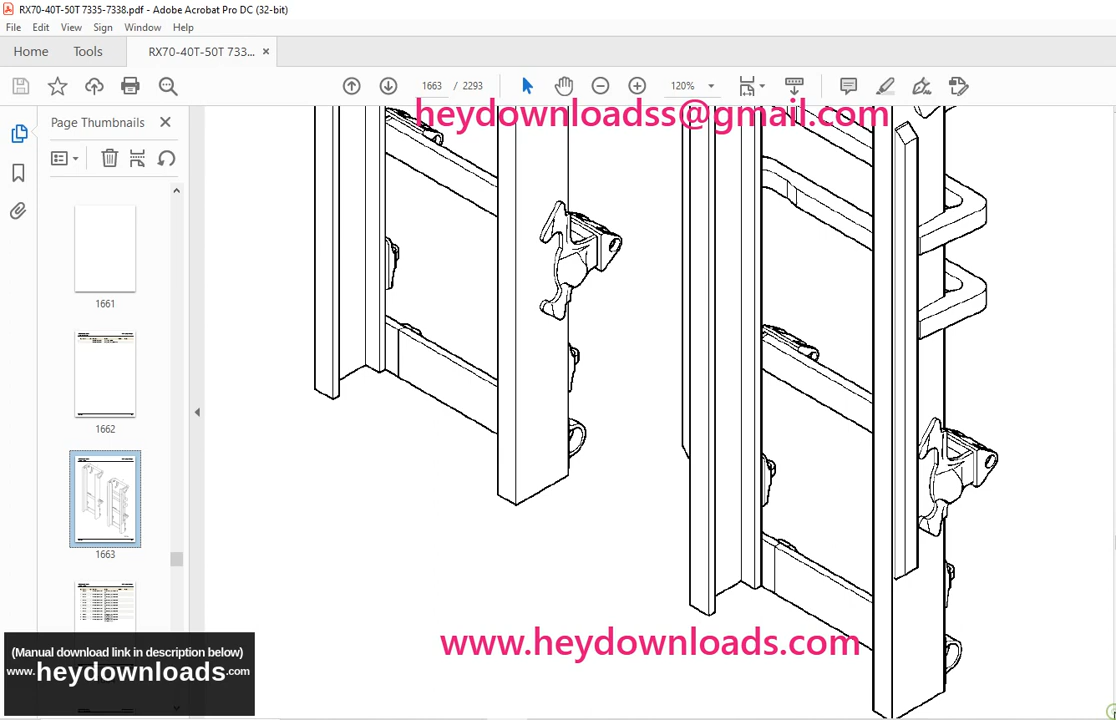 RX70-40T-50T 7335-7338.pdf - Adobe Acrobat Pro DC (32-bit)
File Edit View Sign Window Help
Home Tools RX70-40T-50T 733... ×
1663 / 2293 120%
heydownloadss@gmail.com
Page Thumbnails
1661
1662
1663
www.heydownloads.com
(Manual download link in description below)
www.heydownloads.com